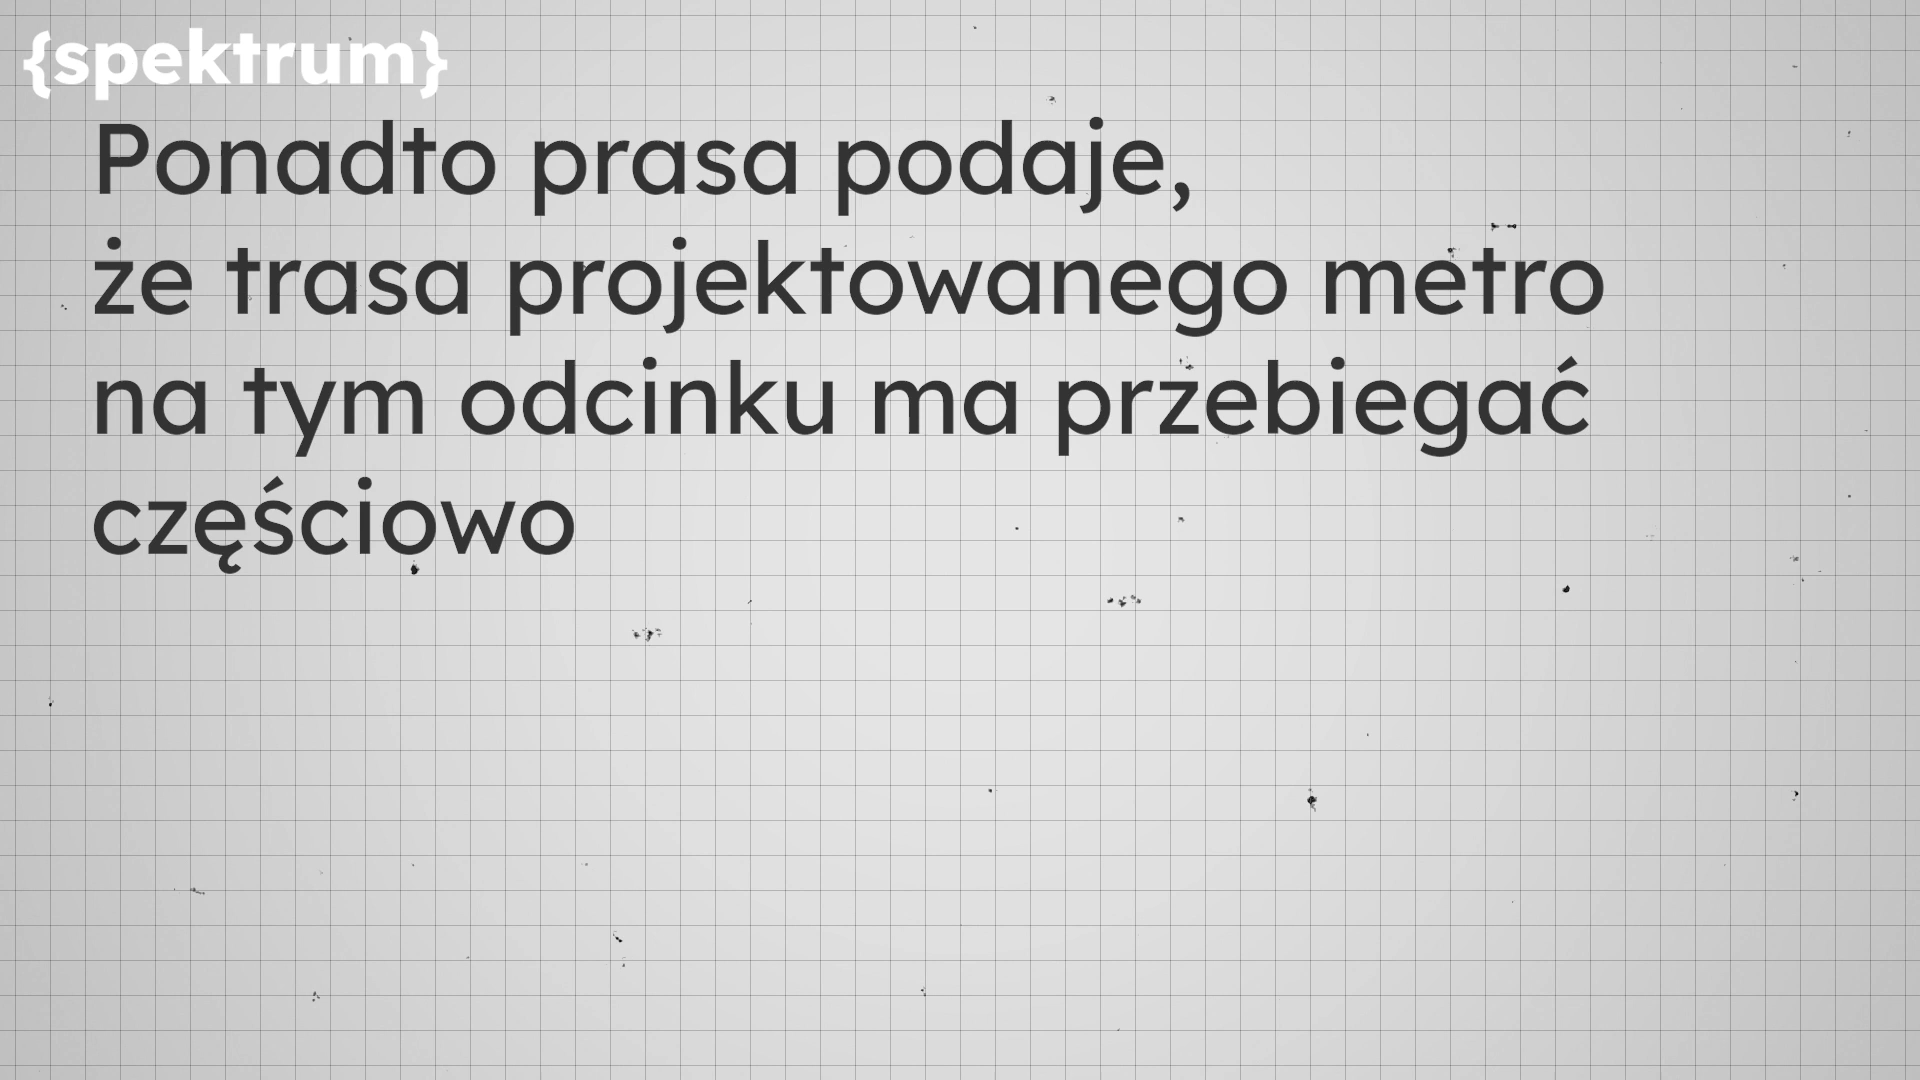 {spektrum}
Ponadto prasa podaje,
że trasa projektowanego metro
na tym odcinku ma przebiegać
częściowo